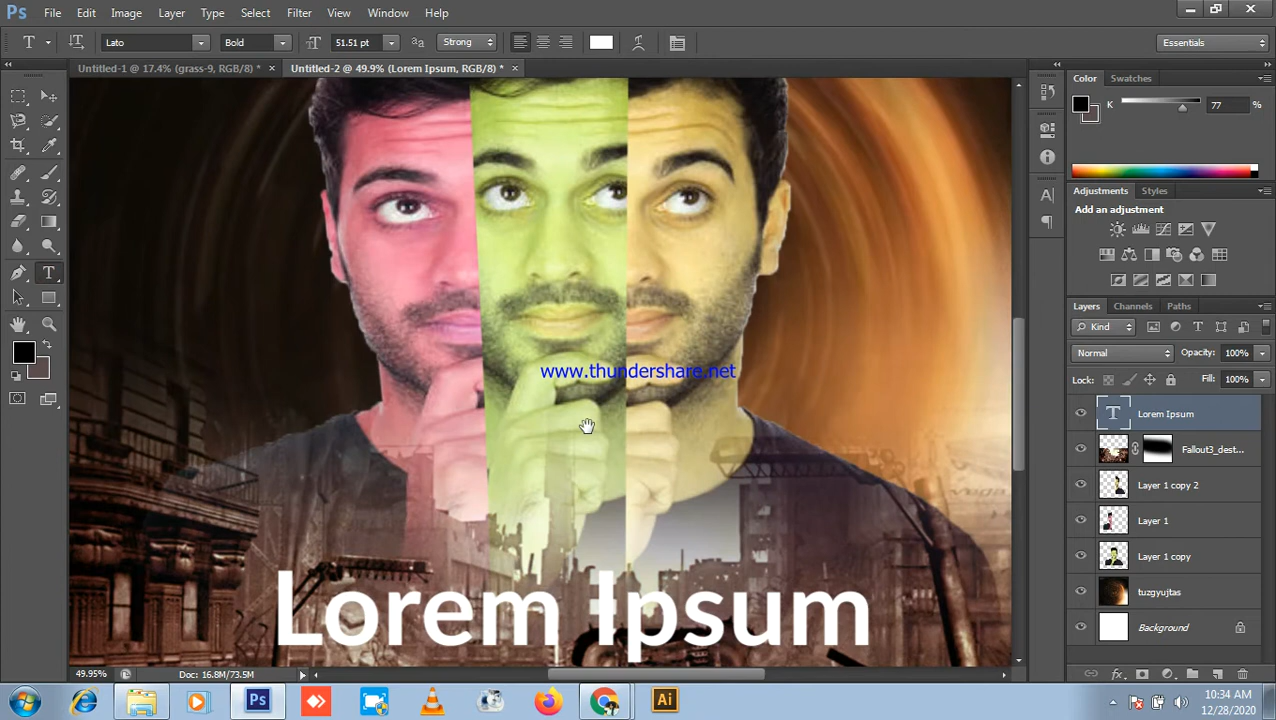 Ps File Edit Image Layer Type Select Filter View Window Help
T Lato Bold 51.51 pt aa Strong Essentials
Untitled-1 @ 17.4% (grass-9, RGB/8) * × Untitled-2 @ 49.9% (Lorem Ipsum, RGB/8) * ×
Color Swatches
K 77 %
Adjustments Styles
Add an adjustment
Layers Channels Paths
Kind
Normal Opacity: 100%
Lock: Fill: 100%
T Lorem Ipsum
Fallout3_dest...
Layer 1 copy 2
Layer 1
Layer 1 copy
tuzgyujtas
Background
www.thundershare.net
Lorem Ipsum
49.95% Doc: 16.8M/73.5M
Ps Ai
10:34 AM
12/28/2020